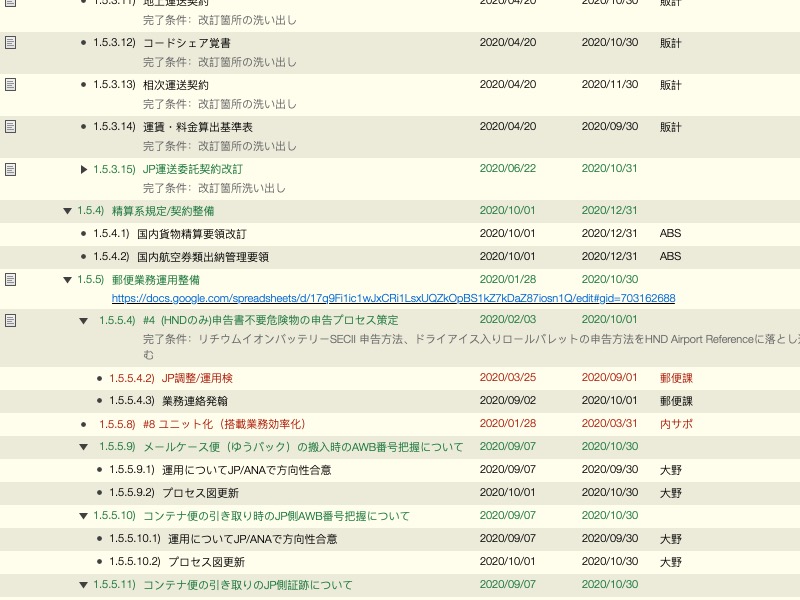 1.5.3.11) 地上運送契約 2020/04/20 2020/10/30 販計
完了条件：改訂箇所の洗い出し
1.5.3.12) コードシェア覚書 2020/04/20 2020/10/30 販計
完了条件：改訂箇所の洗い出し
1.5.3.13) 相次運送契約 2020/04/20 2020/11/30 販計
完了条件：改訂箇所の洗い出し
1.5.3.14) 運賃・料金算出基準表 2020/04/20 2020/09/30 販計
完了条件：改訂箇所の洗い出し
1.5.3.15) JP運送委託契約改訂 2020/06/22 2020/10/31
完了条件：改訂箇所洗い出し
1.5.4) 精算系規定/契約整備 2020/10/01 2020/12/31
1.5.4.1) 国内貨物精算要領改訂 2020/10/01 2020/12/31 ABS
1.5.4.2) 国内航空券類出納管理要領 2020/10/01 2020/12/31 ABS
1.5.5) 郵便業務運用整備 2020/01/28 2020/10/30
https://docs.google.com/spreadsheets/d/17q9Fi1ic1wJxCRi1LsxUQZkOpBS1kZ7kDaZ87iosn1Q/edit#gid=703162688
1.5.5.4) #4 (HNDのみ)申告書不要危険物の申告プロセス策定 2020/02/03 2020/10/01
完了条件：リチウムイオンバッテリーSECII 申告方法、ドライアイス入りロールパレットの申告方法をHND Airport Referenceに落とし
む
1.5.5.4.2) JP調整/運用検 2020/03/25 2020/09/01 郵便課
1.5.5.4.3) 業務連絡発翰 2020/09/02 2020/10/01 郵便課
1.5.5.8) #8 ユニット化（搭載業務効率化） 2020/01/28 2020/03/31 内サポ
1.5.5.9) メールケース便（ゆうパック）の搬入時のAWB番号把握について 2020/09/07 2020/10/30
1.5.5.9.1) 運用についてJP/ANAで方向性合意 2020/09/07 2020/09/30 大野
1.5.5.9.2) プロセス図更新 2020/10/01 2020/10/30 大野
1.5.5.10) コンテナ便の引き取り時のJP側AWB番号把握について 2020/09/07 2020/10/30
1.5.5.10.1) 運用についてJP/ANAで方向性合意 2020/09/07 2020/09/30 大野
1.5.5.10.2) プロセス図更新 2020/10/01 2020/10/30 大野
1.5.5.11) コンテナ便の引き取りのJP側証跡について 2020/09/07 2020/10/30